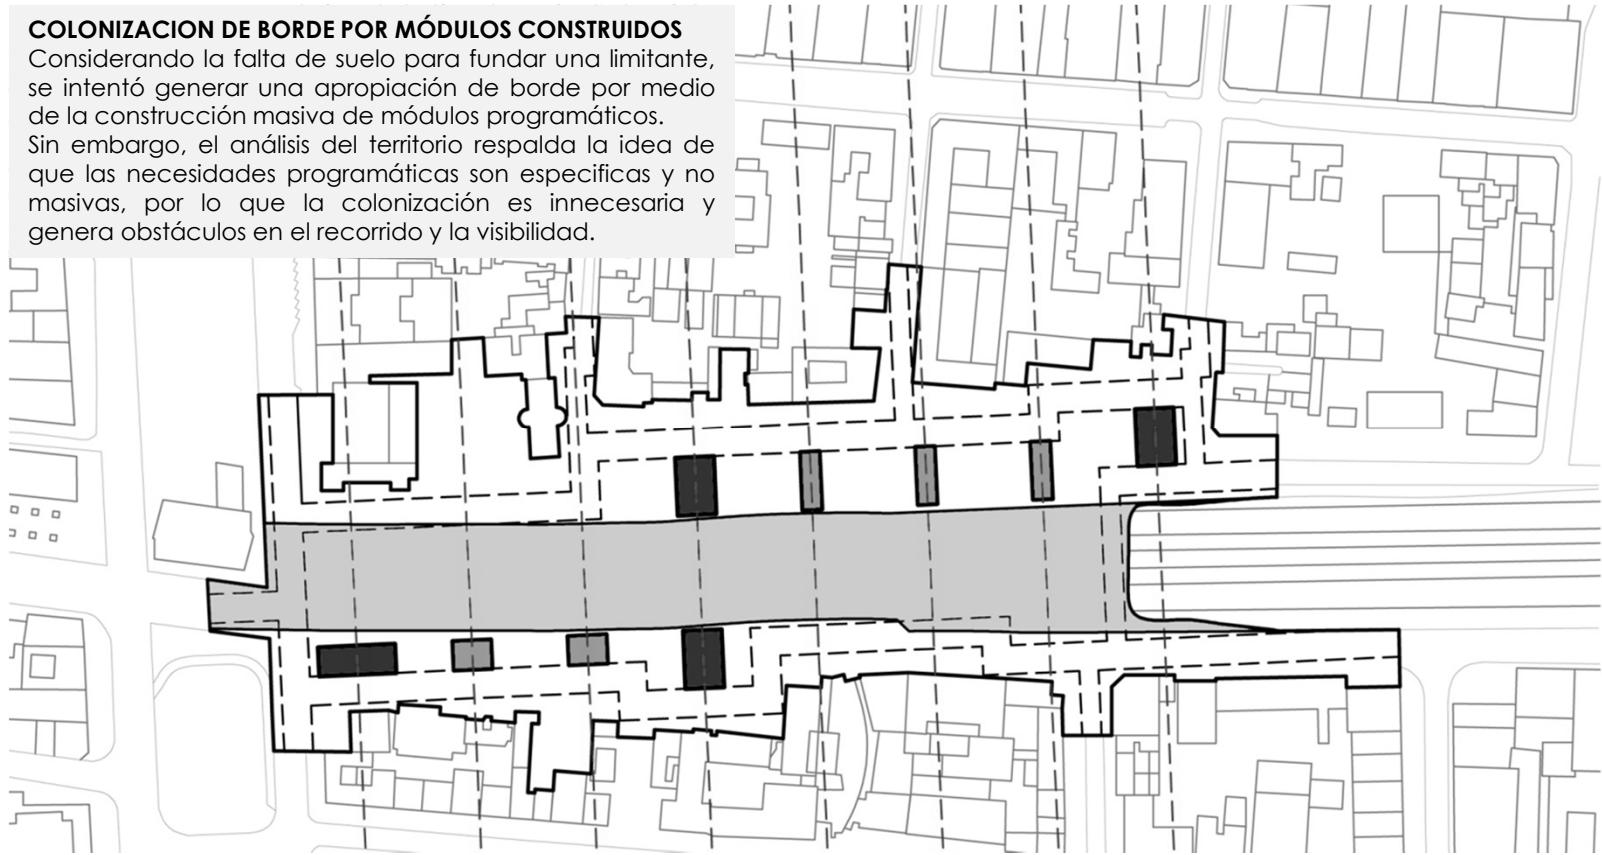 COLONIZACION DE BORDE POR MÓDULOS CONSTRUIDOS
Considerando la falta de suelo para fundar una limitante,
se intentó generar una apropiación de borde por medio
de la construcción masiva de módulos programáticos.
Sin embargo, el análisis del territorio respalda la idea de
que las necesidades programáticas son especificas y no
masivas, por lo que la colonización es innecesaria y
genera obstáculos en el recorrido y la visibilidad.